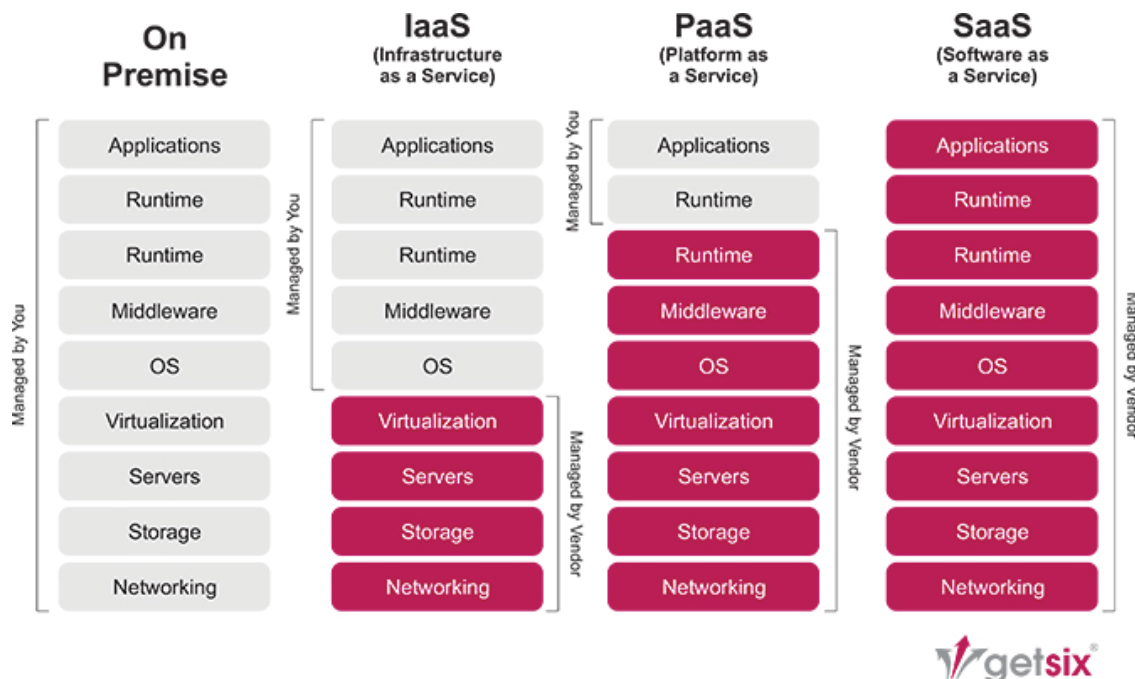 On
Premise
IaaS
(Infrastructure
as a Service)
PaaS
(Platform as
a Service)
SaaS
(Software as
a Service)
Managed by You
Applications
Runtime
Runtime
Middleware
OS
Virtualization
Servers
Storage
Networking
Managed by You
Applications
Runtime
Runtime
Middleware
OS
Virtualization
Servers
Storage
Networking
Managed by Vendor
Managed by You
Applications
Runtime
Runtime
Middleware
OS
Virtualization
Servers
Storage
Networking
Managed by Vendor
Applications
Runtime
Runtime
Middleware
OS
Virtualization
Servers
Storage
Networking
Managed by Vendor
getsix®